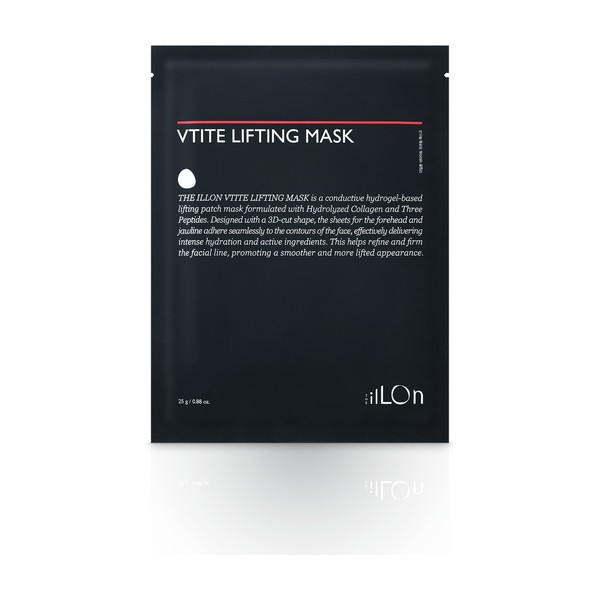 VTITE LIFTING MASK
THE ILLON VTITE LIFTING MASK is a conductive hydrogel-based
lifting patch mask formulated with Hydrolyzed Collagen and Three
Peptides. Designed with a 3D-cut shape, the sheets for the forehead and
jawline adhere seamlessly to the contours of the face, effectively delivering
intense hydration and active ingredients. This helps refine and firm
the facial line, promoting a smoother and more lifted appearance.
25 g / 0.88 oz.
THE illOn